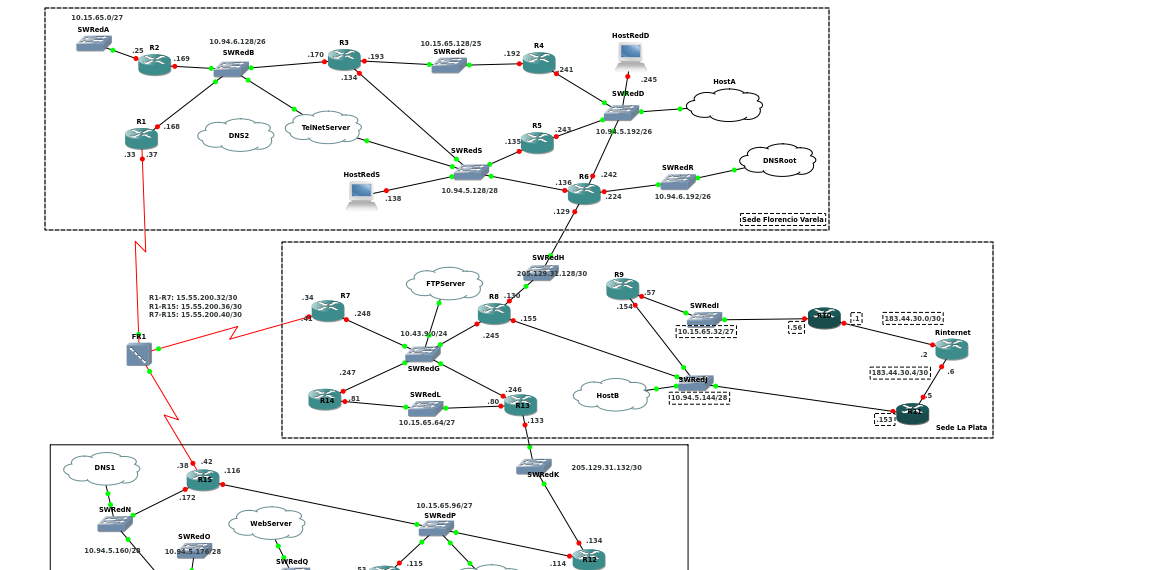 10.15.65.0/27
SWRedA
.25
R2
.169
10.94.6.128/26
SWRedB
.170
R3
.193
.134
10.15.65.128/25
SWRedC
.192
R4
.241
HostRedD
.245
SWRedD
HostA
10.94.5.192/26
R1
.168
.33
.37
DNS2
TelNetServer
R5
.243
.135
SWRedS
10.94.5.128/28
HostRedS
.138
.136
R6
.242
.224
.129
SWRedR
10.94.6.192/26
DNSRoot
Sede Florencio Varela
SWRedH
205.129.31.128/30
R1-R7: 15.55.200.32/30
R1-R15: 15.55.200.36/30
R7-R15: 15.55.200.40/30
FR1
.34
R7
.41
.248
FTPServer
R8
.130
.155
.245
10.43.9.0/24
SWRedG
R9
.57
.154
SWRedI
10.15.65.32/27
.56
.1
183.44.30.0/30
Rinternet
.2
.6
183.44.30.4/30
.5
.153
Sede La Plata
.247
R14
.81
SWRedL
10.15.65.64/27
.80
.246
R13
.133
HostB
SWRedJ
10.94.5.144/28
SWRedK
205.129.31.132/30
DNS1
.38
.42
R15
.116
.172
SWRedN
10.94.5.160/28
SWRedO
10.94.5.176/28
WebServer
SWRedQ
10.15.65.96/27
SWRedP
.115
.134
.114
R12